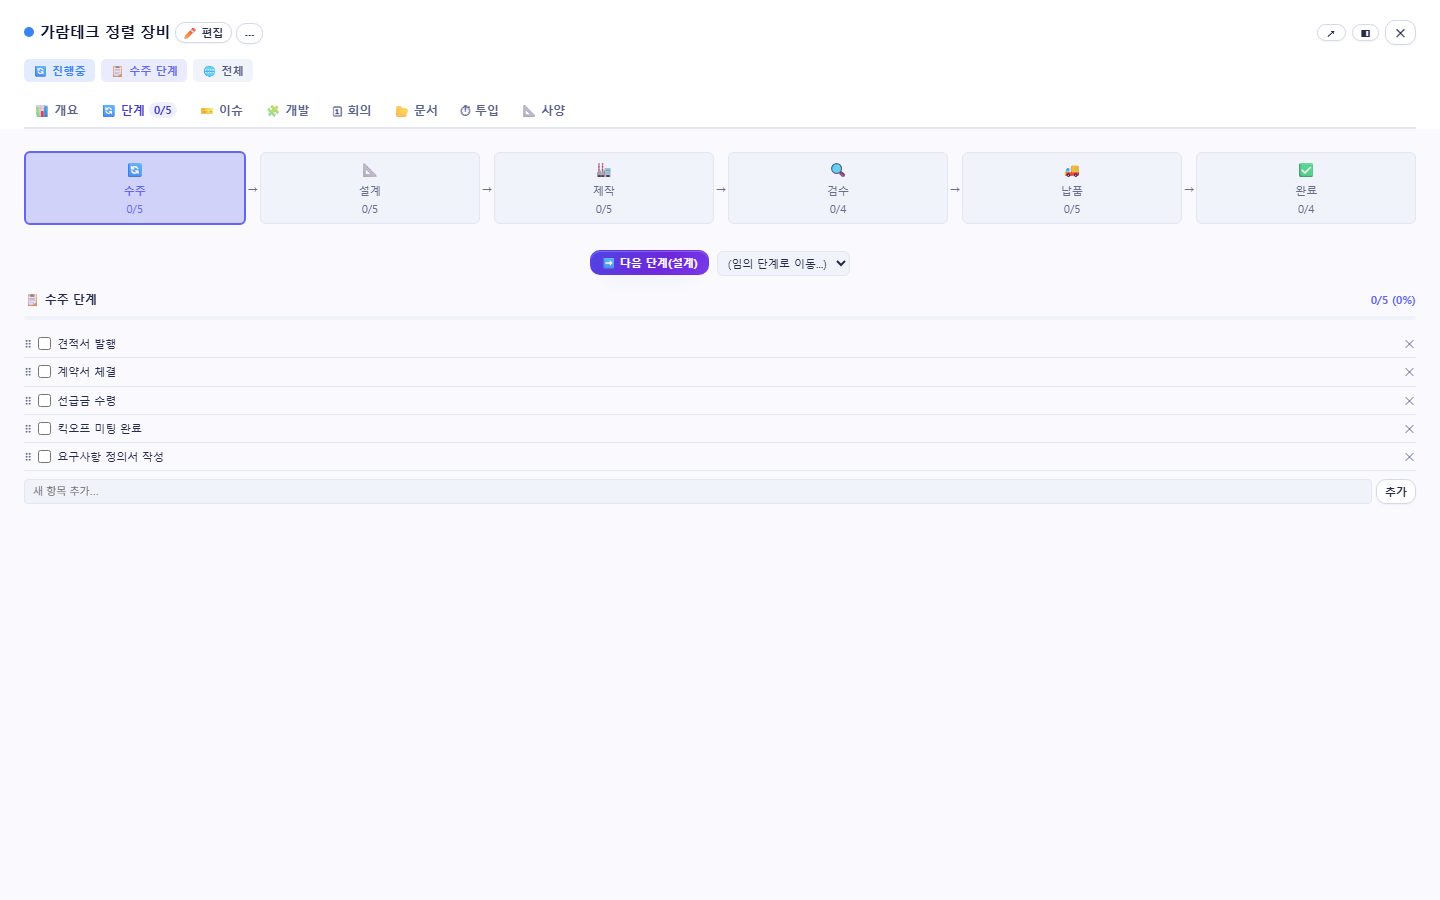 가람테크 정렬 장비 편집 ...
진행중 수주 단계 전체
개요 단계 0/5 이슈 개발 회의 문서 투입 사양
수주 → 설계 → 제작 → 검수 → 납품 → 완료
0/5 0/5 0/5 0/4 0/5 0/4
다음 단계(설계) (임의 단계로 이동...)
수주 단계 0/5 (0%)
견적서 발행
계약서 체결
선급금 수령
킥오프 미팅 완료
요구사항 정의서 작성
새 항목 추가... 추가